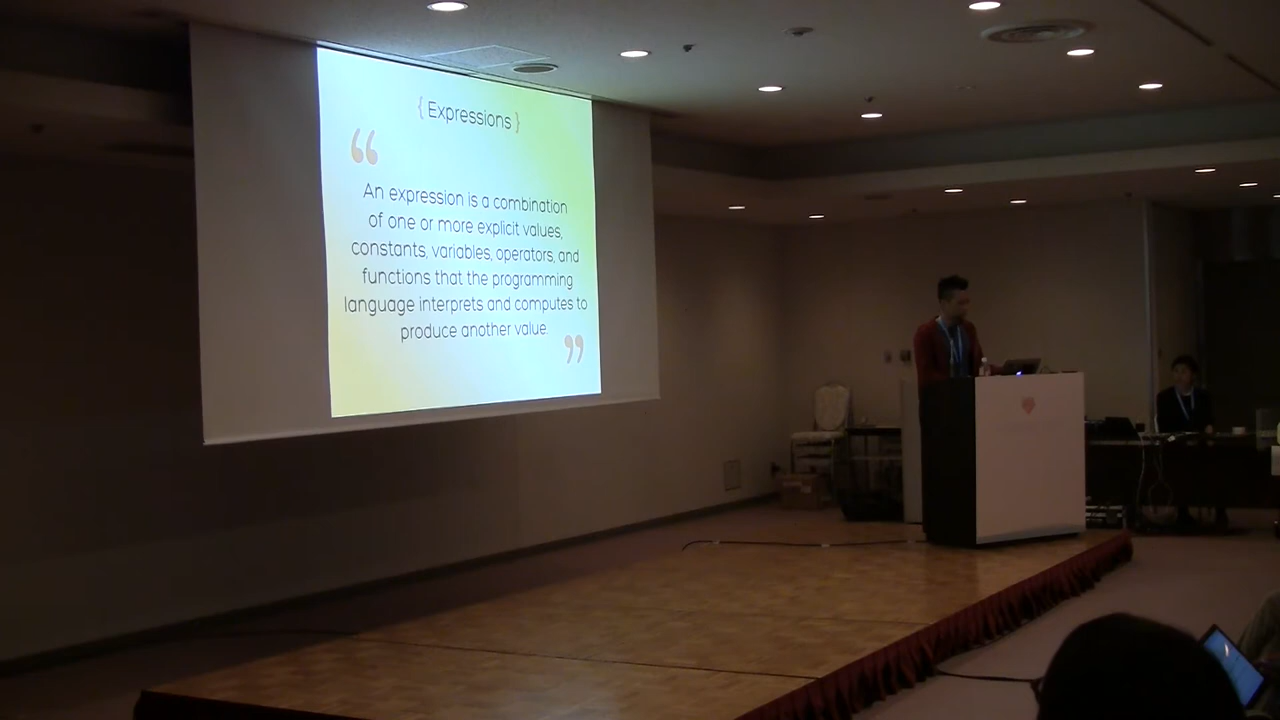 { Expressions }
“
An expression is a combination
of one or more explicit values,
constants, variables, operators, and
functions that the programming
language interprets and computes to
produce another value.
”